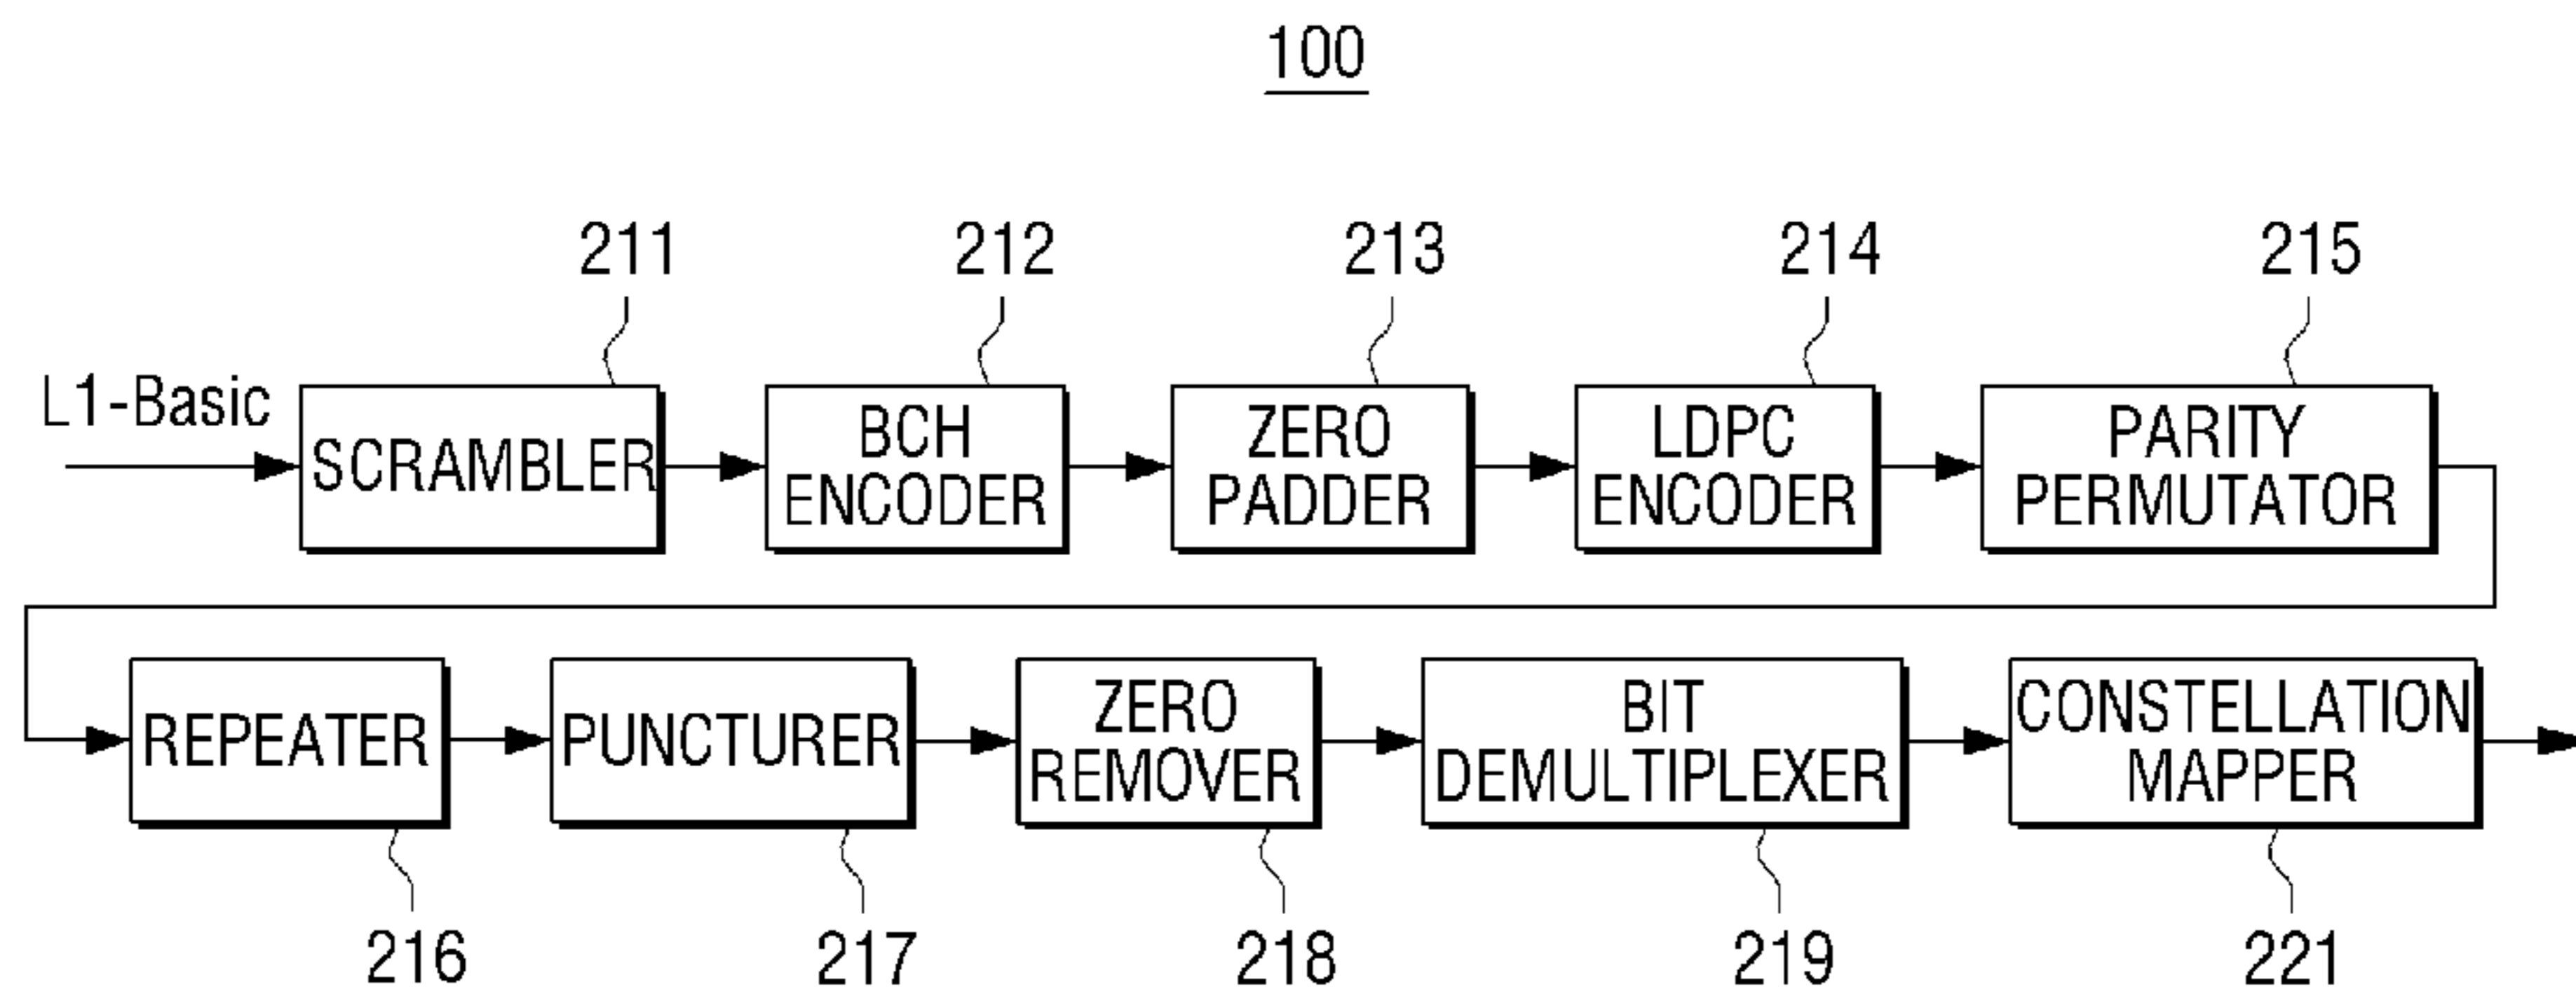 100
211
212
213
214
215
L1-Basic
SCRAMBLER
BCH
ENCODER
ZERO
PADDER
LDPC
ENCODER
PARITY
PERMUTATOR
REPEATER
PUNCTURER
ZERO
REMOVER
BIT
DEMULTIPLEXER
CONSTELLATION
MAPPER
216
217
218
219
221